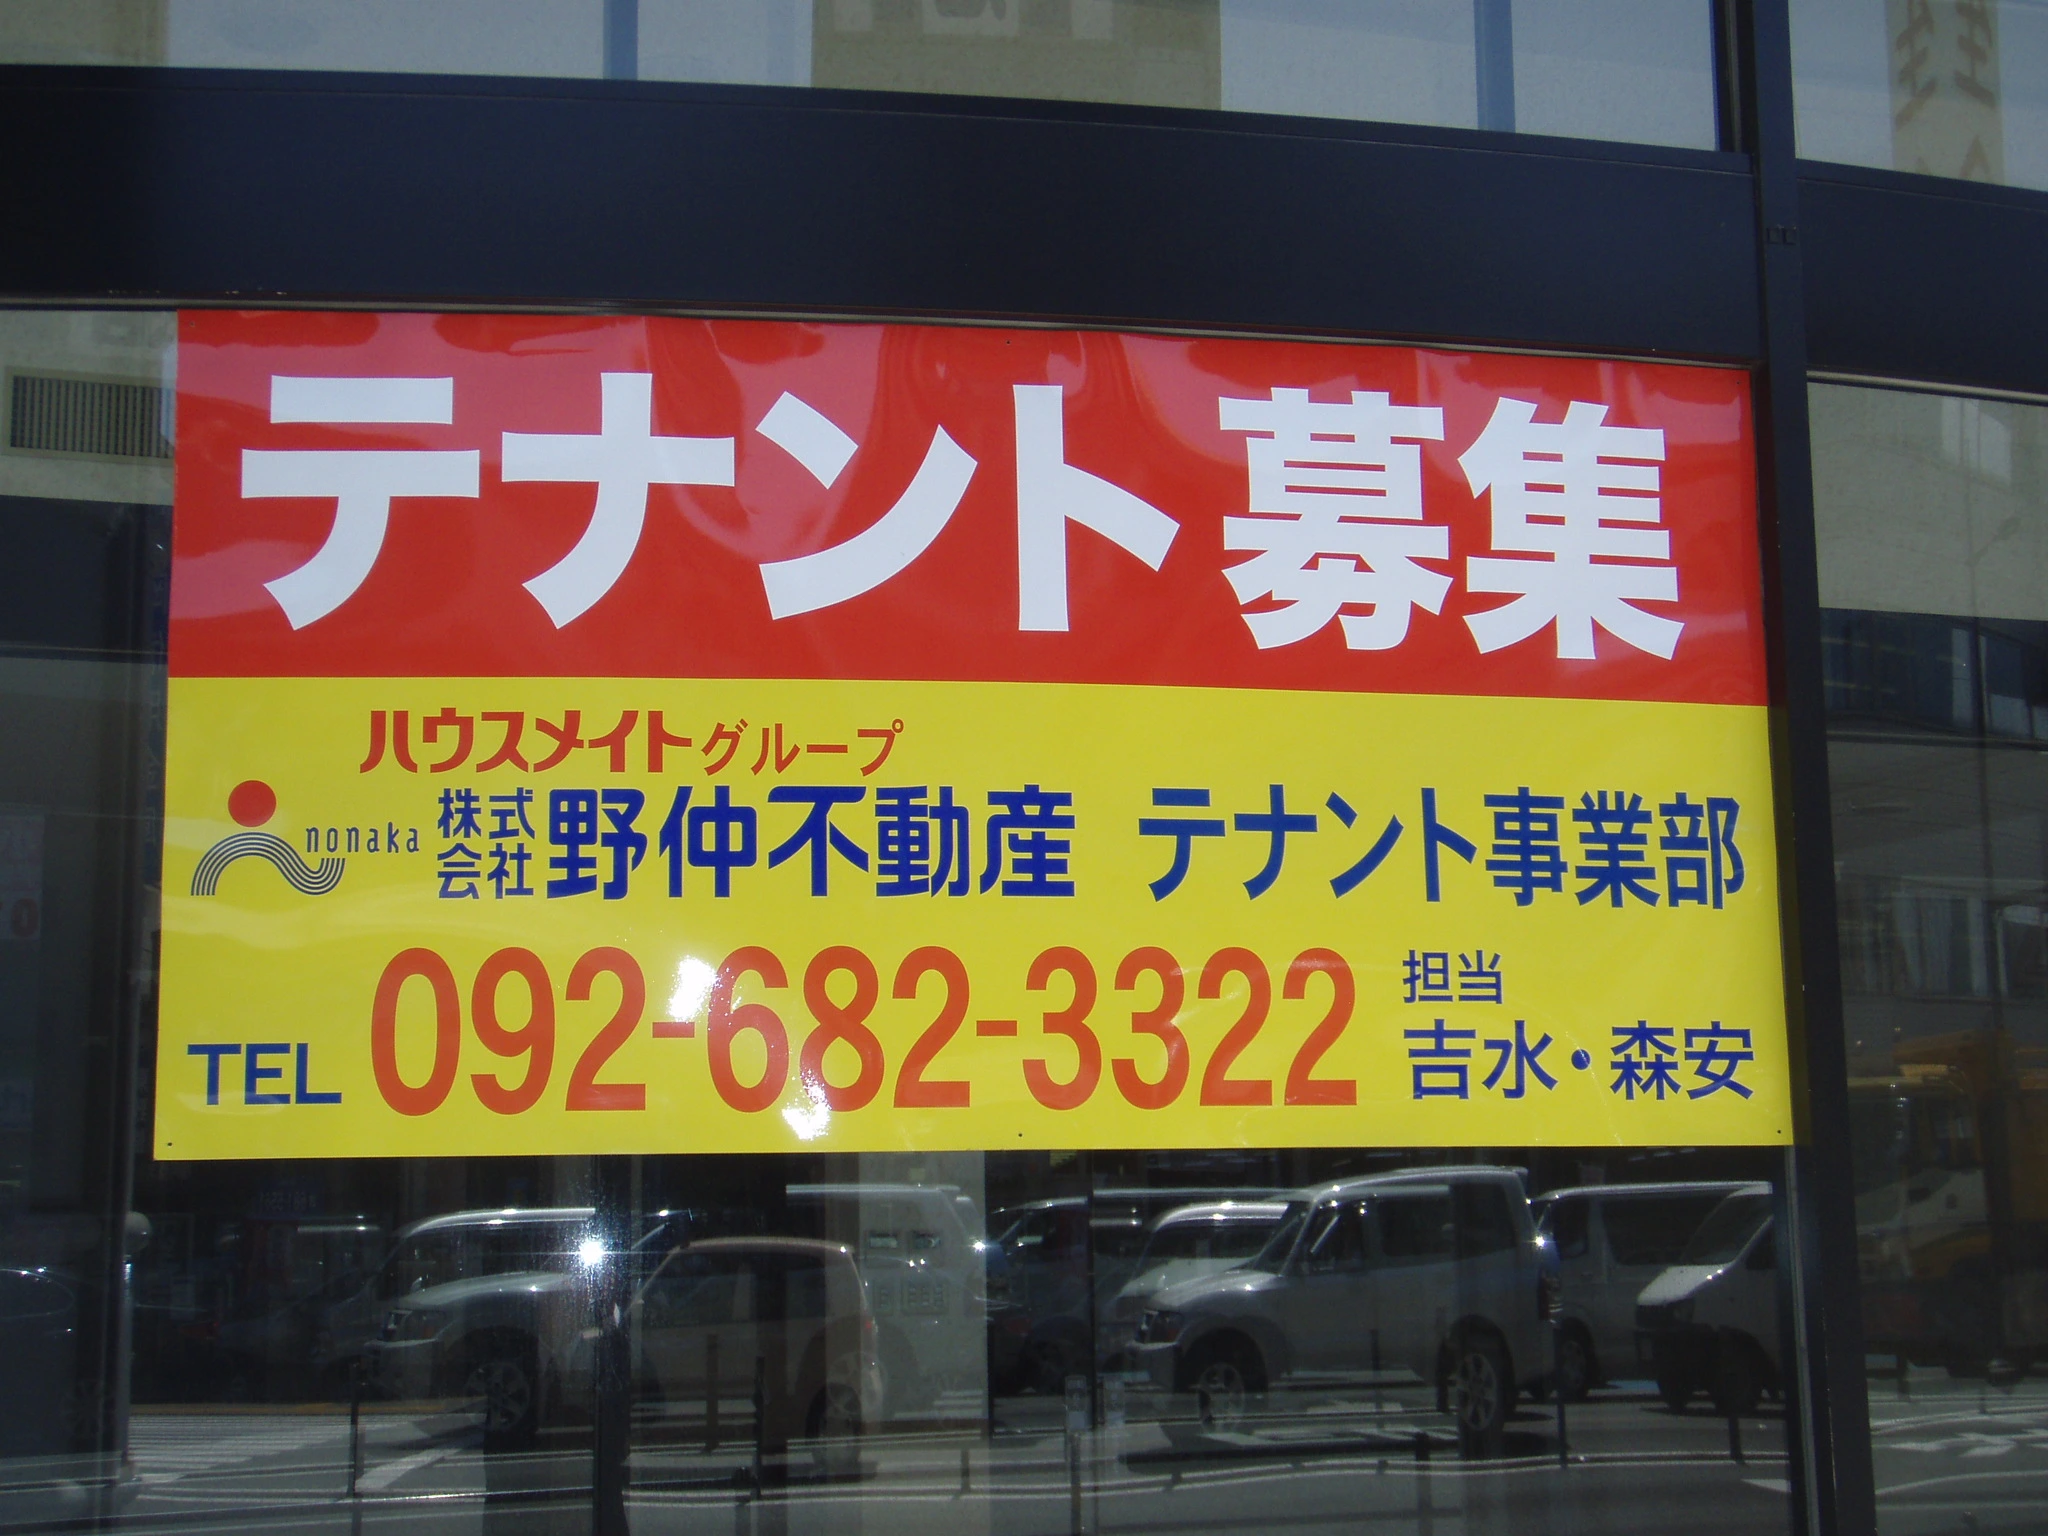 テナント募集
ハウスメイトグループ
nonaka 株式会社 野仲不動産 テナント事業部
TEL 092-682-3322 担当
吉水・森安